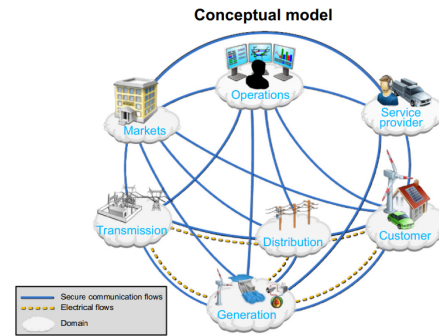 Conceptual model
Operations
Markets
Service
provider
Transmission
Distribution
Customer
Generation
Secure communication flows
Electrical flows
Domain